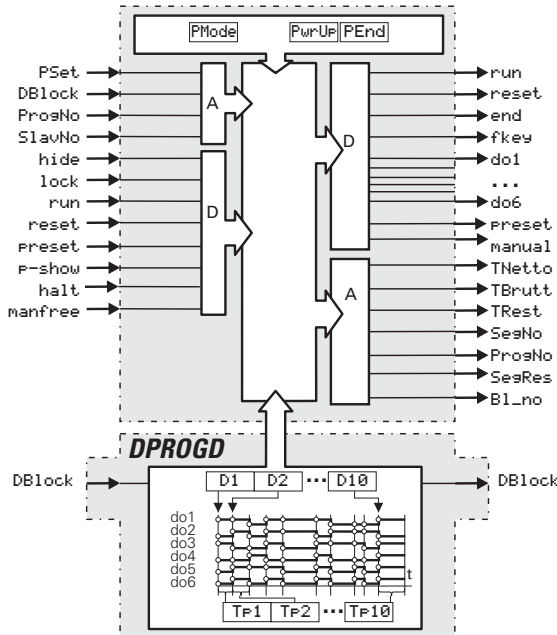 PMode PwrUp PEnd
PSet
DBlock
ProgNo
SlavNo
hide
lock
run
reset
preset
p-show
halt
manfree
A
D
D
A
run
reset
end
fkey
do1
...
do6
preset
manual
TNetto
TBrutt
TRest
SegNo
ProgNo
SegRes
Bl_no
DPROGD
DBlock
DBlock
D1 D2 ... D10
do1
do2
do3
do4
do5
do6
t
Tp1 Tp2 ... Tp10